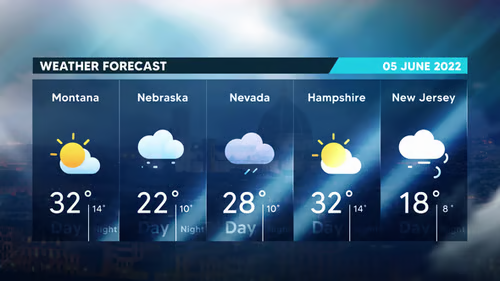 WEATHER FORECAST
05 JUNE 2022
Montana
Nebraska
Nevada
Hampshire
New Jersey
32° 14°
22° 10°
28° 10°
32° 14°
18° 8°
Day Night
Day Night
Day
Day
Day